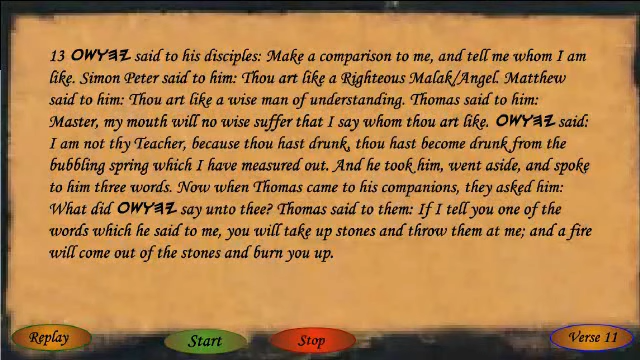 13 𐤉𐤄𐤅𐤔𐤏 said to his disciples: Make a comparison to me, and tell me whom I am
like. Simon Peter said to him: Thou art like a Righteous Malak/Angel. Matthew
said to him: Thou art like a wise man of understanding. Thomas said to him:
Master, my mouth will no wise suffer that I say whom thou art like. 𐤉𐤄𐤅𐤔𐤏 said:
I am not thy Teacher, because thou hast drunk, thou hast become drunk from the
bubbling spring which I have measured out. And he took him, went aside, and spoke
to him three words. Now when Thomas came to his companions, they asked him:
What did 𐤉𐤄𐤅𐤔𐤏 say unto thee? Thomas said to them: If I tell you one of the
words which he said to me, you will take up stones and throw them at me; and a fire
will come out of the stones and burn you up.
Replay
Start
Stop
Verse 11